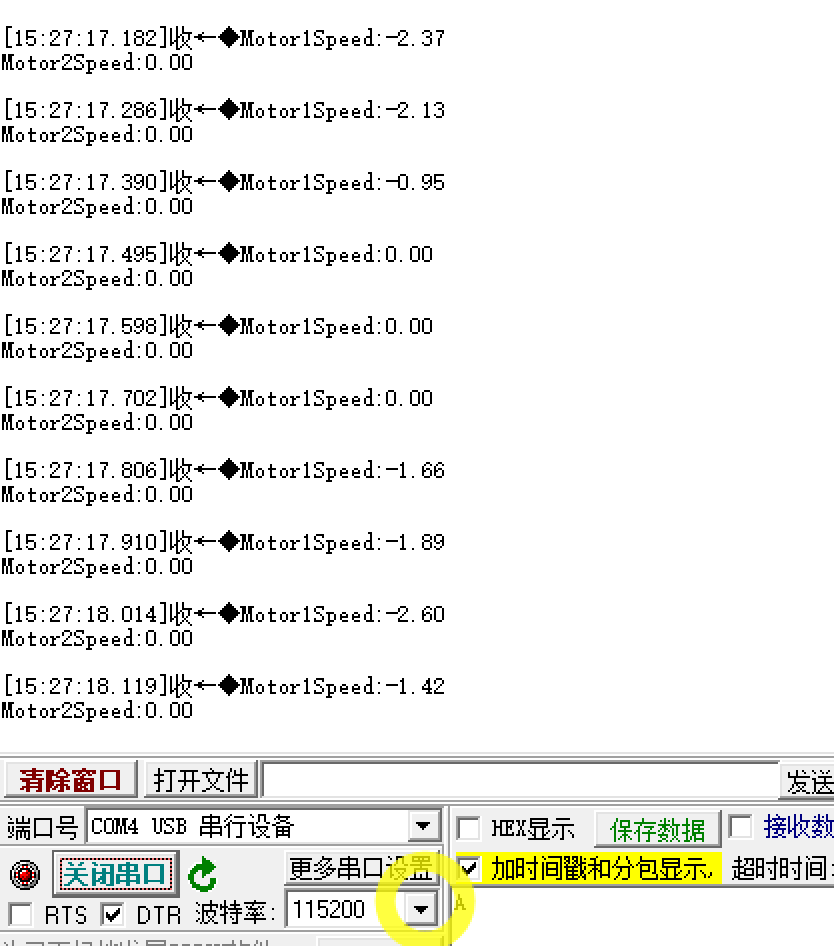 [15:27:17.182]收←◆Motor1Speed:-2.37
Motor2Speed:0.00
[15:27:17.286]收←◆Motor1Speed:-2.13
Motor2Speed:0.00
[15:27:17.390]收←◆Motor1Speed:-0.95
Motor2Speed:0.00
[15:27:17.495]收←◆Motor1Speed:0.00
Motor2Speed:0.00
[15:27:17.598]收←◆Motor1Speed:0.00
Motor2Speed:0.00
[15:27:17.702]收←◆Motor1Speed:0.00
Motor2Speed:0.00
[15:27:17.806]收←◆Motor1Speed:-1.66
Motor2Speed:0.00
[15:27:17.910]收←◆Motor1Speed:-1.89
Motor2Speed:0.00
[15:27:18.014]收←◆Motor1Speed:-2.60
Motor2Speed:0.00
[15:27:18.119]收←◆Motor1Speed:-1.42
Motor2Speed:0.00
清除窗口 打开文件 发送
端口号 COM4 USB 串行设备 HEX显示 保存数据 接收数
关闭串口 更多串口设置 加时间戳和分包显示, 超时时间:
RTS DTR 波特率: 115200 A